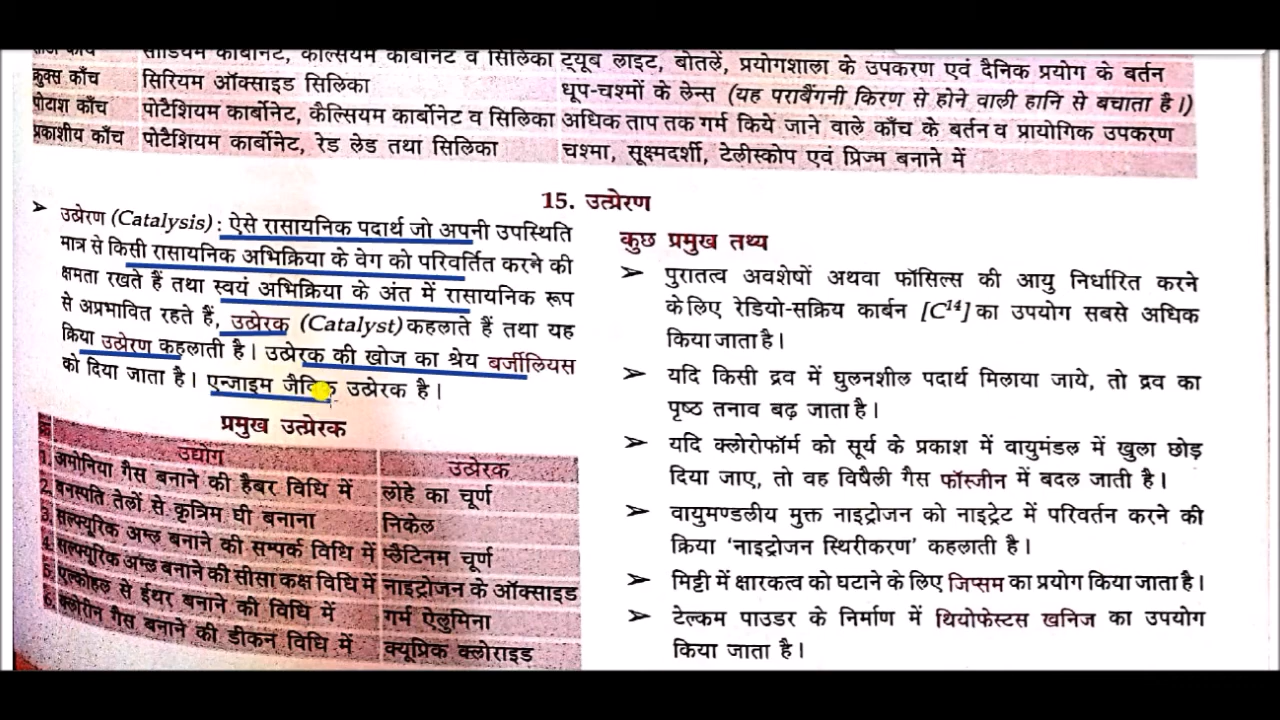 काँच सोडियम कार्बोनेट, कैल्सियम कार्बोनेट व सिलिका ट्यूब लाइट, बोतलें, प्रयोगशाला के उपकरण एवं दैनिक प्रयोग के बर्तन
क्रुक्स काँच सिरियम ऑक्साइड सिलिका धूप-चश्मों के लेन्स (यह पराबैंगनी किरण से होने वाली हानि से बचाता है।)
पोटाश काँच पोटैशियम कार्बोनेट, कैल्सियम कार्बोनेट व सिलिका अधिक ताप तक गर्म किये जाने वाले काँच के बर्तन व प्रायोगिक उपकरण
प्रकाशीय काँच पोटैशियम कार्बोनेट, रेड लेड तथा सिलिका चश्मा, सूक्ष्मदर्शी, टेलीस्कोप एवं प्रिज्म बनाने में
15. उत्प्रेरण
➤ उत्प्रेरण (Catalysis) : ऐसे रासायनिक पदार्थ जो अपनी उपस्थिति
मात्र से किसी रासायनिक अभिक्रिया के वेग को परिवर्तित करने की
क्षमता रखते हैं तथा स्वयं अभिक्रिया के अंत में रासायनिक रूप
से अप्रभावित रहते हैं, उत्प्रेरक (Catalyst) कहलाते हैं तथा यह
क्रिया उत्प्रेरण कहलाती है। उत्प्रेरक की खोज का श्रेय बर्जीलियस
को दिया जाता है। एन्जाइम जैविक उत्प्रेरक है।
प्रमुख उत्प्रेरक
उद्योग उत्प्रेरक
1. अमोनिया गैस बनाने की हैबर विधि में लोहे का चूर्ण
2. वनस्पति तेलों से कृत्रिम घी बनाना निकेल
3. सल्फ्यूरिक अम्ल बनाने की सम्पर्क विधि में प्लैटिनम चूर्ण
4. सल्फ्यूरिक अम्ल बनाने की सीसा कक्ष विधि में नाइट्रोजन के ऑक्साइड
5. एल्कोहल से ईथर बनाने की विधि में गर्म ऐलुमिना
6. क्लोरीन गैस बनाने की डीकन विधि में क्यूप्रिक क्लोराइड
कुछ प्रमुख तथ्य
➤ पुरातत्व अवशेषों अथवा फॉसिल्स की आयु निर्धारित करने
के लिए रेडियो-सक्रिय कार्बन [C¹⁴] का उपयोग सबसे अधिक
किया जाता है।
➤ यदि किसी द्रव में घुलनशील पदार्थ मिलाया जाये, तो द्रव का
पृष्ठ तनाव बढ़ जाता है।
➤ यदि क्लोरोफॉर्म को सूर्य के प्रकाश में वायुमंडल में खुला छोड़
दिया जाए, तो वह विषैली गैस फॉस्जीन में बदल जाती है।
➤ वायुमण्डलीय मुक्त नाइट्रोजन को नाइट्रेट में परिवर्तन करने की
क्रिया ‘नाइट्रोजन स्थिरीकरण’ कहलाती है।
➤ मिट्टी में क्षारकत्व को घटाने के लिए जिप्सम का प्रयोग किया जाता है।
➤ टेल्कम पाउडर के निर्माण में थियोफेस्टस खनिज का उपयोग
किया जाता है।